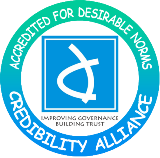 ACCREDITED FOR DESIRABLE NORMS
IMPROVING GOVERNANCE
BUILDING TRUST
CREDIBILITY ALLIANCE